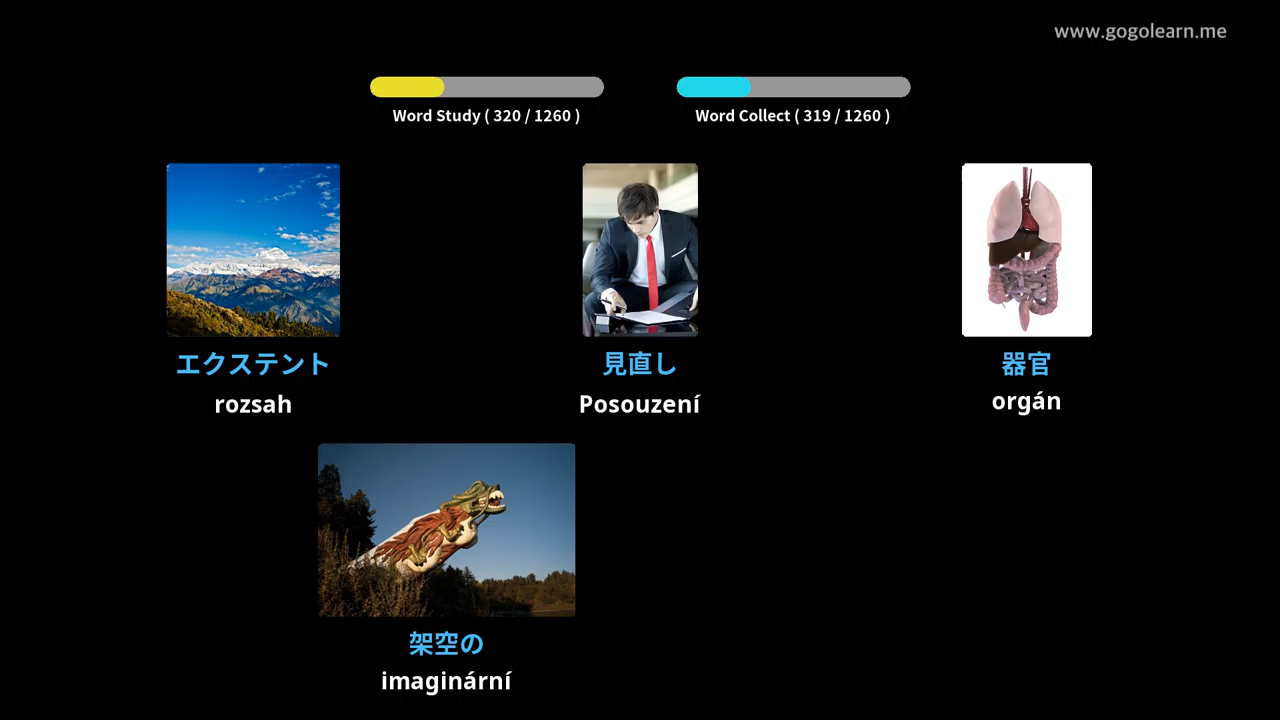 www.gogolearn.me
Word Study ( 320 / 1260 )
Word Collect ( 319 / 1260 )
エクステント
rozsah
見直し
Posouzení
器官
orgán
架空の
imaginární